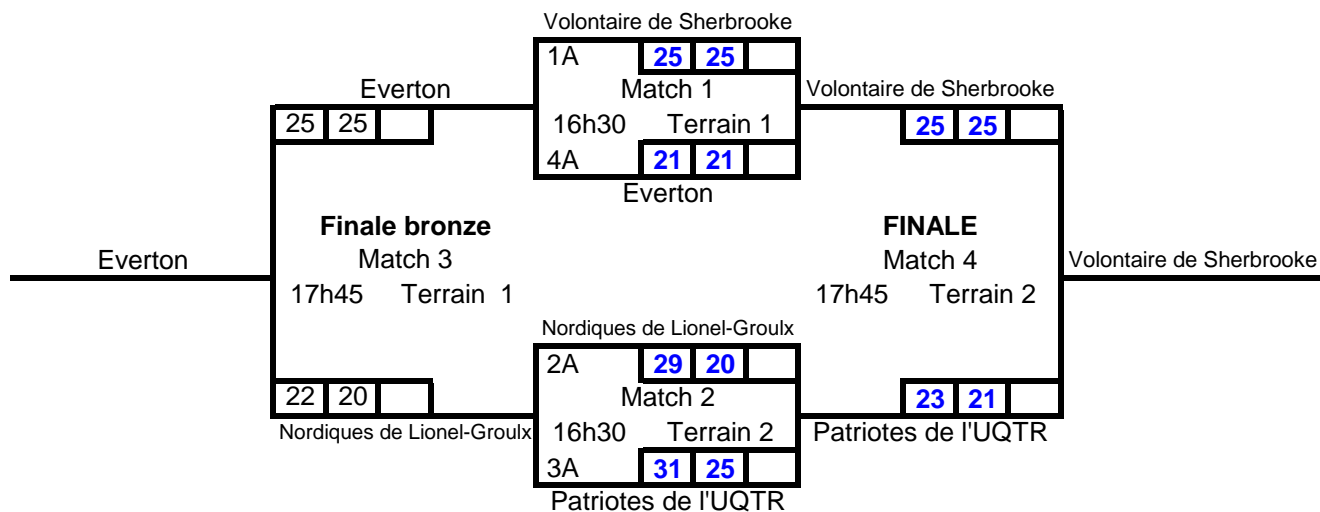 Volontaire de Sherbrooke
1A 25 25
Everton Match 1 Volontaire de Sherbrooke
25 25 16h30 Terrain 1 25 25
4A 21 21
Everton
Finale bronze FINALE
Everton Match 3 Match 4 Volontaire de Sherbrooke
17h45 Terrain 1 17h45 Terrain 2
Nordiques de Lionel-Groulx
2A 29 20
22 20 Match 2 23 21
Nordiques de Lionel-Groulx 16h30 Terrain 2 Patriotes de l'UQTR
3A 31 25
Patriotes de l'UQTR